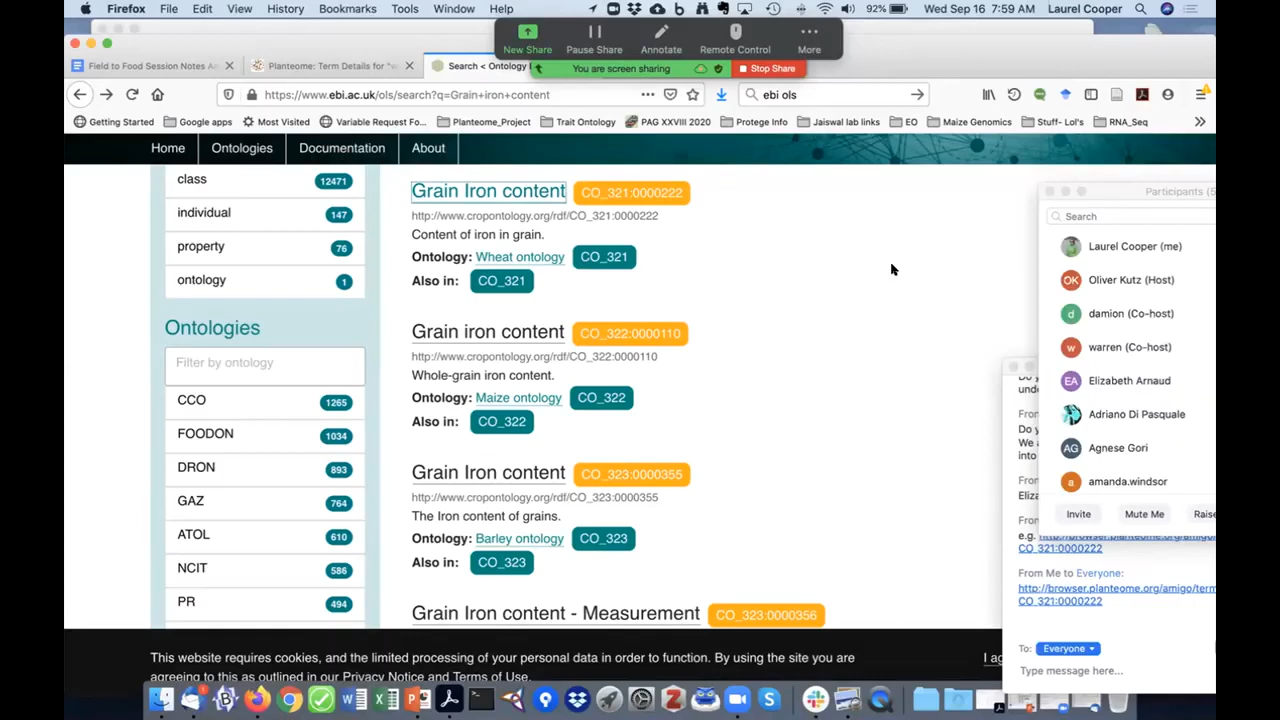 Firefox File Edit View History Bookmarks Tools Window Help 92% Wed Sep 16 7:59 AM Laurel Cooper
New Share Pause Share Annotate Remote Control More
You are screen sharing Stop Share
Field to Food Session Notes
Planteome: Term Details for "w
Search < Ontology
https://www.ebi.ac.uk/ols/search?q=Grain+iron+content
ebi ols
Getting Started Google apps Most Visited Variable Request Fo... Planteome_Project Trait Ontology PAG XXVIII 2020 Protege Info Jaiswal lab links EO Maize Genomics Stuff- Lol's RNA_Seq
Home Ontologies Documentation About
class 12471
individual 147
property 76
ontology 1
Ontologies
Filter by ontology
CCO 1265
FOODON 1034
DRON 893
GAZ 764
ATOL 610
NCIT 586
PR 494
Grain Iron content CO_321:0000222
http://www.cropontology.org/rdf/CO_321:0000222
Content of iron in grain.
Ontology: Wheat ontology CO_321
Also in: CO_321
Grain iron content CO_322:0000110
http://www.cropontology.org/rdf/CO_322:0000110
Whole-grain iron content.
Ontology: Maize ontology CO_322
Also in: CO_322
Grain Iron content CO_323:0000355
http://www.cropontology.org/rdf/CO_323:0000355
The Iron content of grains.
Ontology: Barley ontology CO_323
Also in: CO_323
Grain Iron content - Measurement CO_323:0000356
This website requires cookies, and the limited processing of your personal data in order to function. By using the site you are
agreeing to this as outlined in our Privacy Notice and Terms of Use.
Participants (5
Search
Laurel Cooper (me)
OK Oliver Kutz (Host)
d damion (Co-host)
w warren (Co-host)
EA Elizabeth Arnaud
Adriano Di Pasquale
AG Agnese Gori
a amanda.windsor
Invite Mute Me Raise
e.g. http://browser.planteome.org/amigo/
CO_321:0000222
From Me to Everyone:
http://browser.planteome.org/amigo/term
CO_321:0000222
To: Everyone
Type message here...